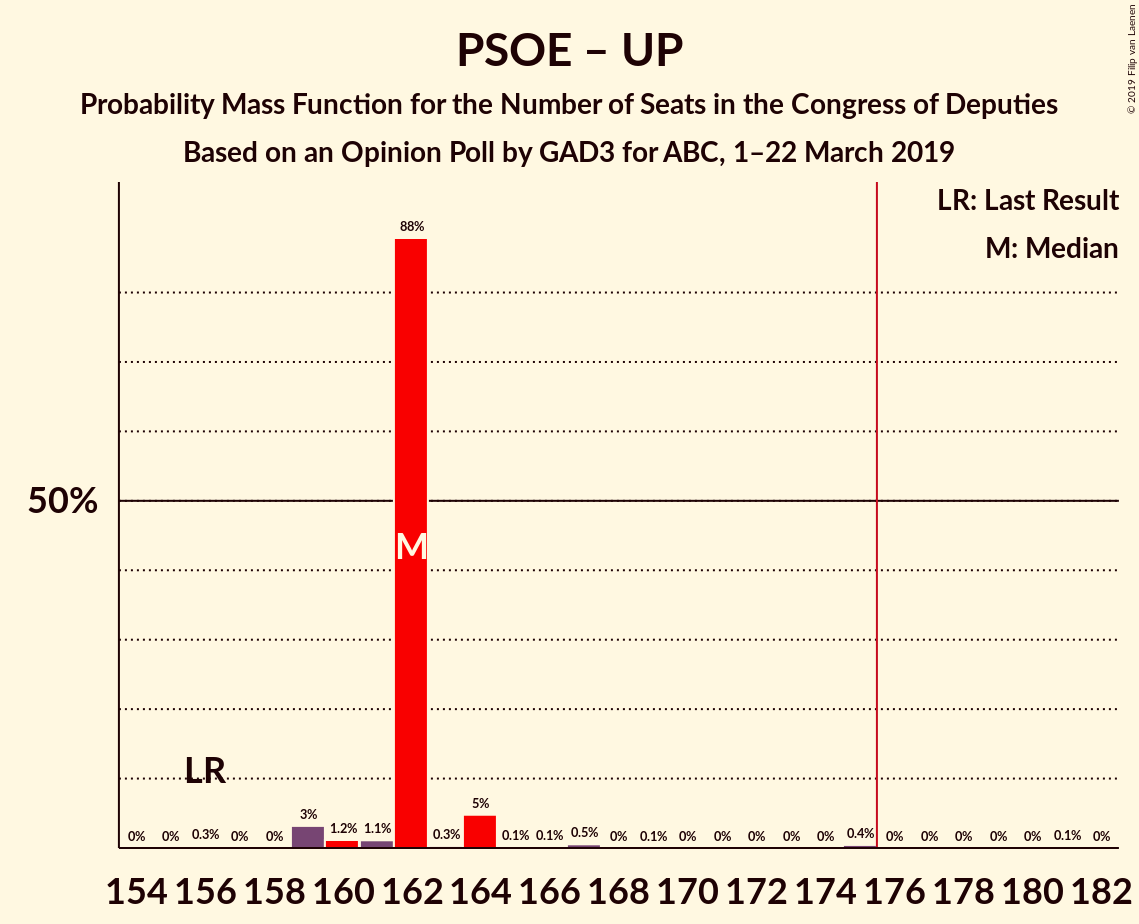 PSOE – UP
Probability Mass Function for the Number of Seats in the Congress of Deputies
Based on an Opinion Poll by GAD3 for ABC, 1–22 March 2019
© 2019 Filip van Laenen
LR: Last Result
M: Median
88%
50%
M
LR
0% 0% 0.3% 0% 0% 3% 1.2% 1.1% 0.3% 5% 0.1% 0.1% 0.5% 0% 0.1% 0% 0% 0% 0% 0% 0.4% 0% 0% 0% 0% 0% 0.1% 0%
154 156 158 160 162 164 166 168 170 172 174 176 178 180 182